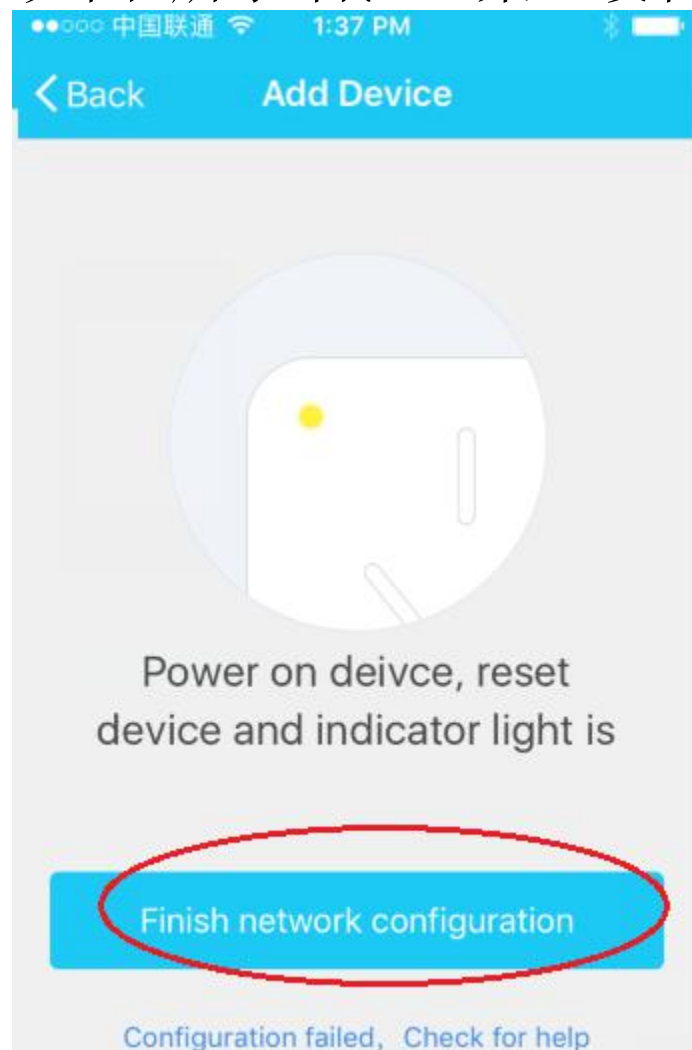 中国联通 1:37 PM
Back Add Device
Power on deivce, reset
device and indicator light is
Finish network configuration
Configuration failed, Check for help